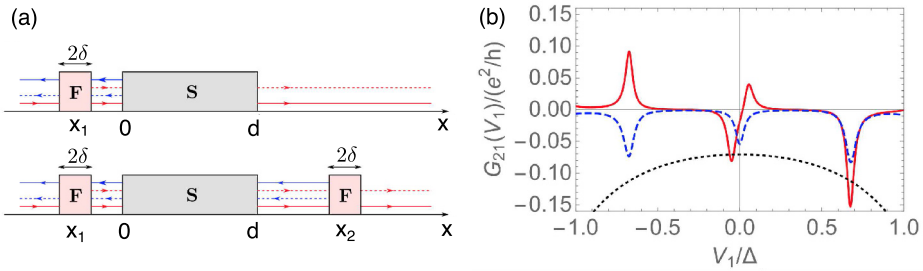 (a)
2δ
F
S
x₁
0
d
x
2δ
2δ
F
S
F
x₁
0
d
x₂
x
(b)
G₂₁(V₁)/(e²/h)
0.15
0.10
0.05
0.00
−0.05
−0.10
−0.15
−1.0
−0.5
0.0
0.5
1.0
V₁/Δ